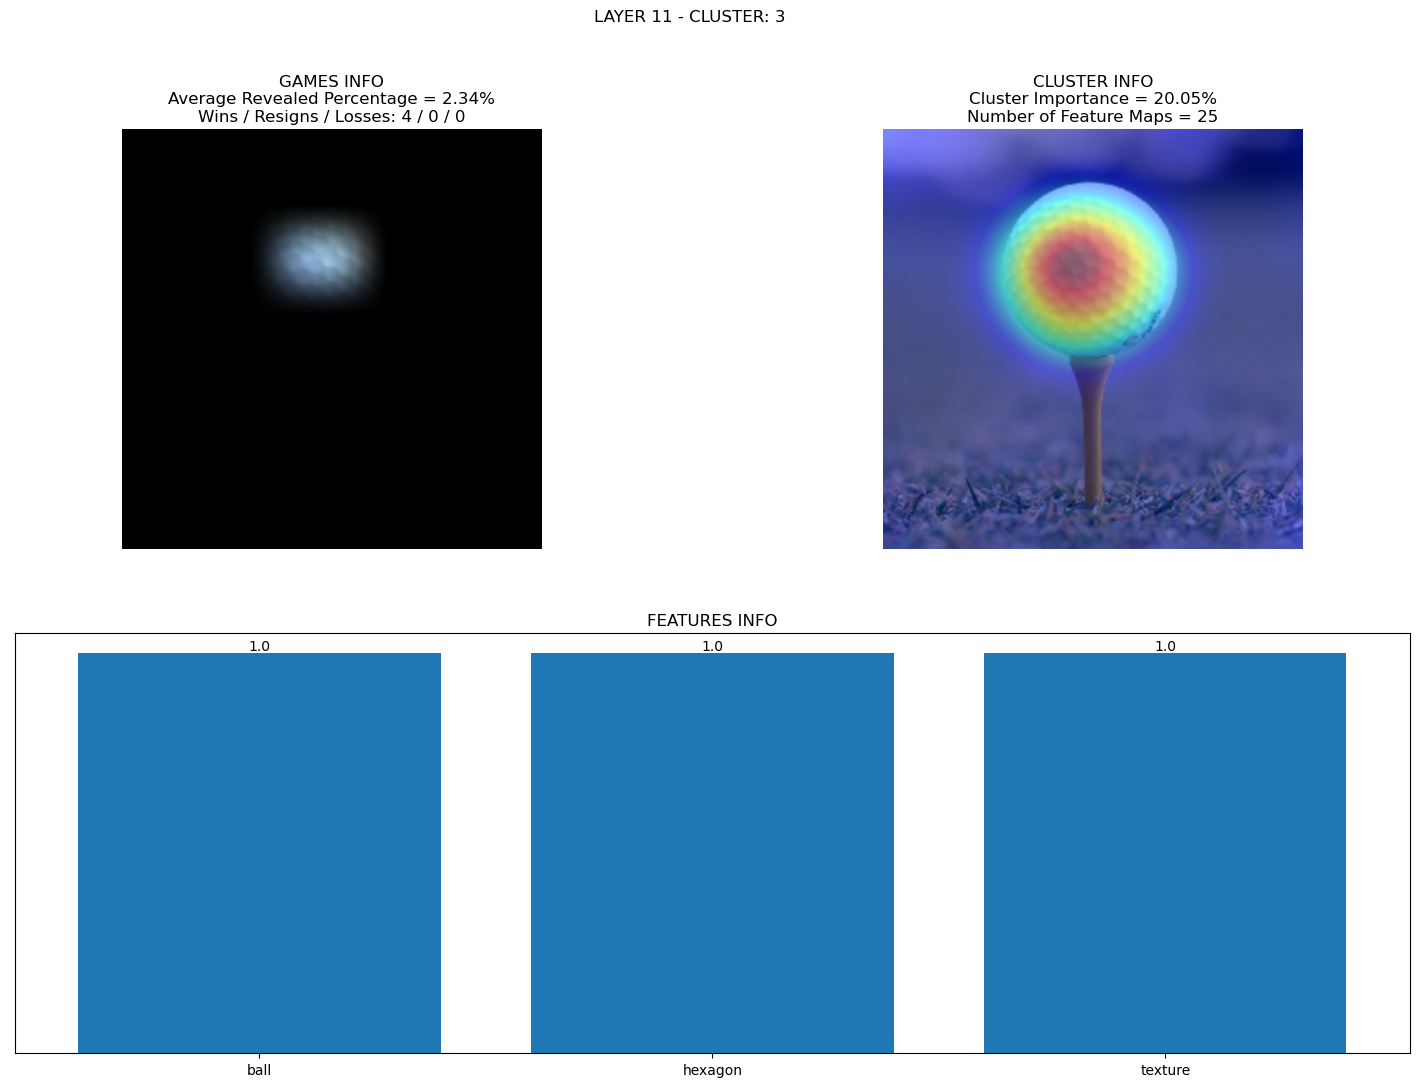 LAYER 11 - CLUSTER: 3
GAMES INFO
Average Revealed Percentage = 2.34%
Wins / Resigns / Losses: 4 / 0 / 0
CLUSTER INFO
Cluster Importance = 20.05%
Number of Feature Maps = 25
FEATURES INFO
1.0 1.0 1.0
ball hexagon texture